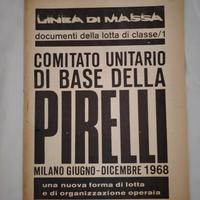 LINEA DI MASSA
documenti della lotta di classe/1
COMITATO UNITARIO
DI BASE DELLA
PIRELLI
MILANO GIUGNO-DICEMBRE 1968
una nuova forma di lotta
e di organizzazione operaia